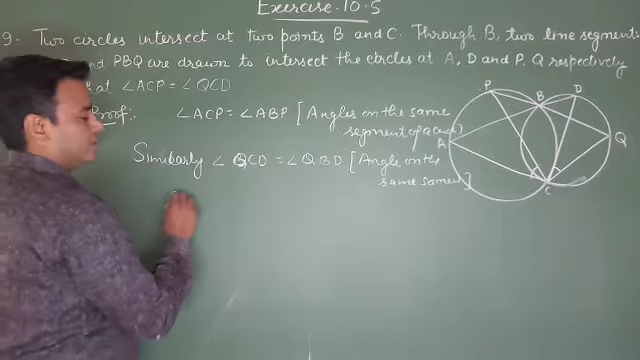 Exercise 10.5
9. Two circles intersect at two points B and C. Through B, two line segments
and PBQ are drawn to intersect the circles at A, D and P, Q respectively
at ∠ACP = ∠QCD
Proof: ∠ACP = ∠ABP [Angles on the same
segment of a circle]
Similarly ∠QCD = ∠QBD [Angle on the
same same]
P
B
D
A
Q
C